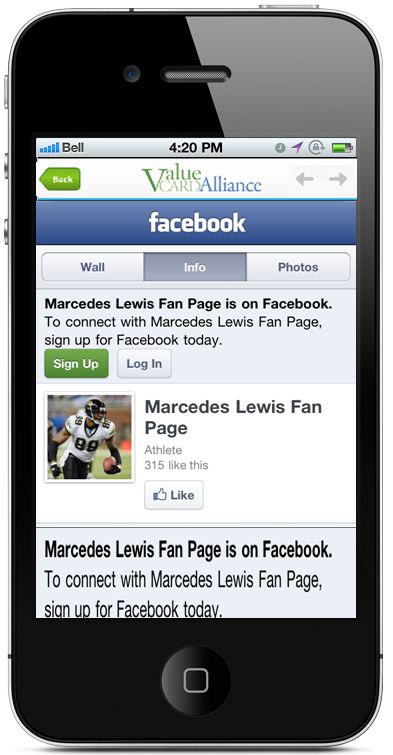 Bell
4:20 PM
Back
Value
CARD Alliance
facebook
Wall
Info
Photos
Marcedes Lewis Fan Page is on Facebook.
To connect with Marcedes Lewis Fan Page,
sign up for Facebook today.
Sign Up
Log In
Marcedes Lewis Fan
Page
Athlete
315 like this
Like
89
Marcedes Lewis Fan Page is on Facebook.
To connect with Marcedes Lewis Fan Page,
sign up for Facebook today.